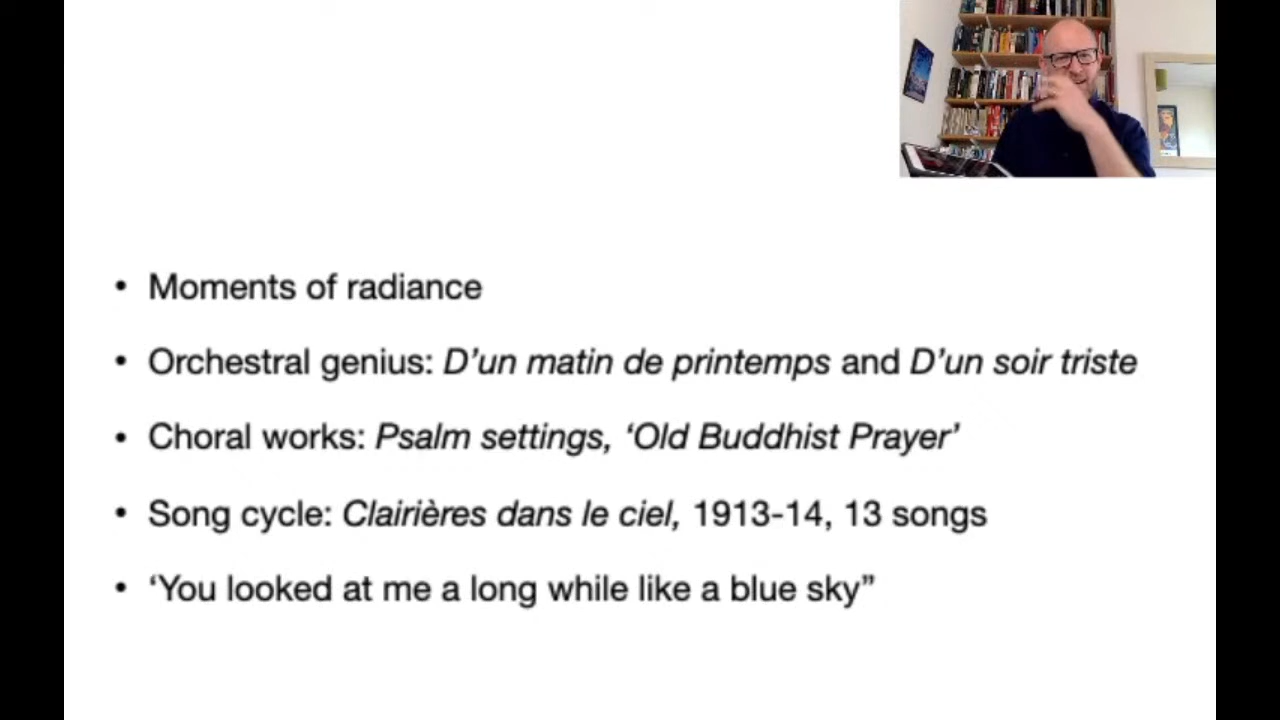 • Moments of radiance
• Orchestral genius: D’un matin de printemps and D’un soir triste
• Choral works: Psalm settings, ‘Old Buddhist Prayer’
• Song cycle: Clairières dans le ciel, 1913-14, 13 songs
• ‘You looked at me a long while like a blue sky”